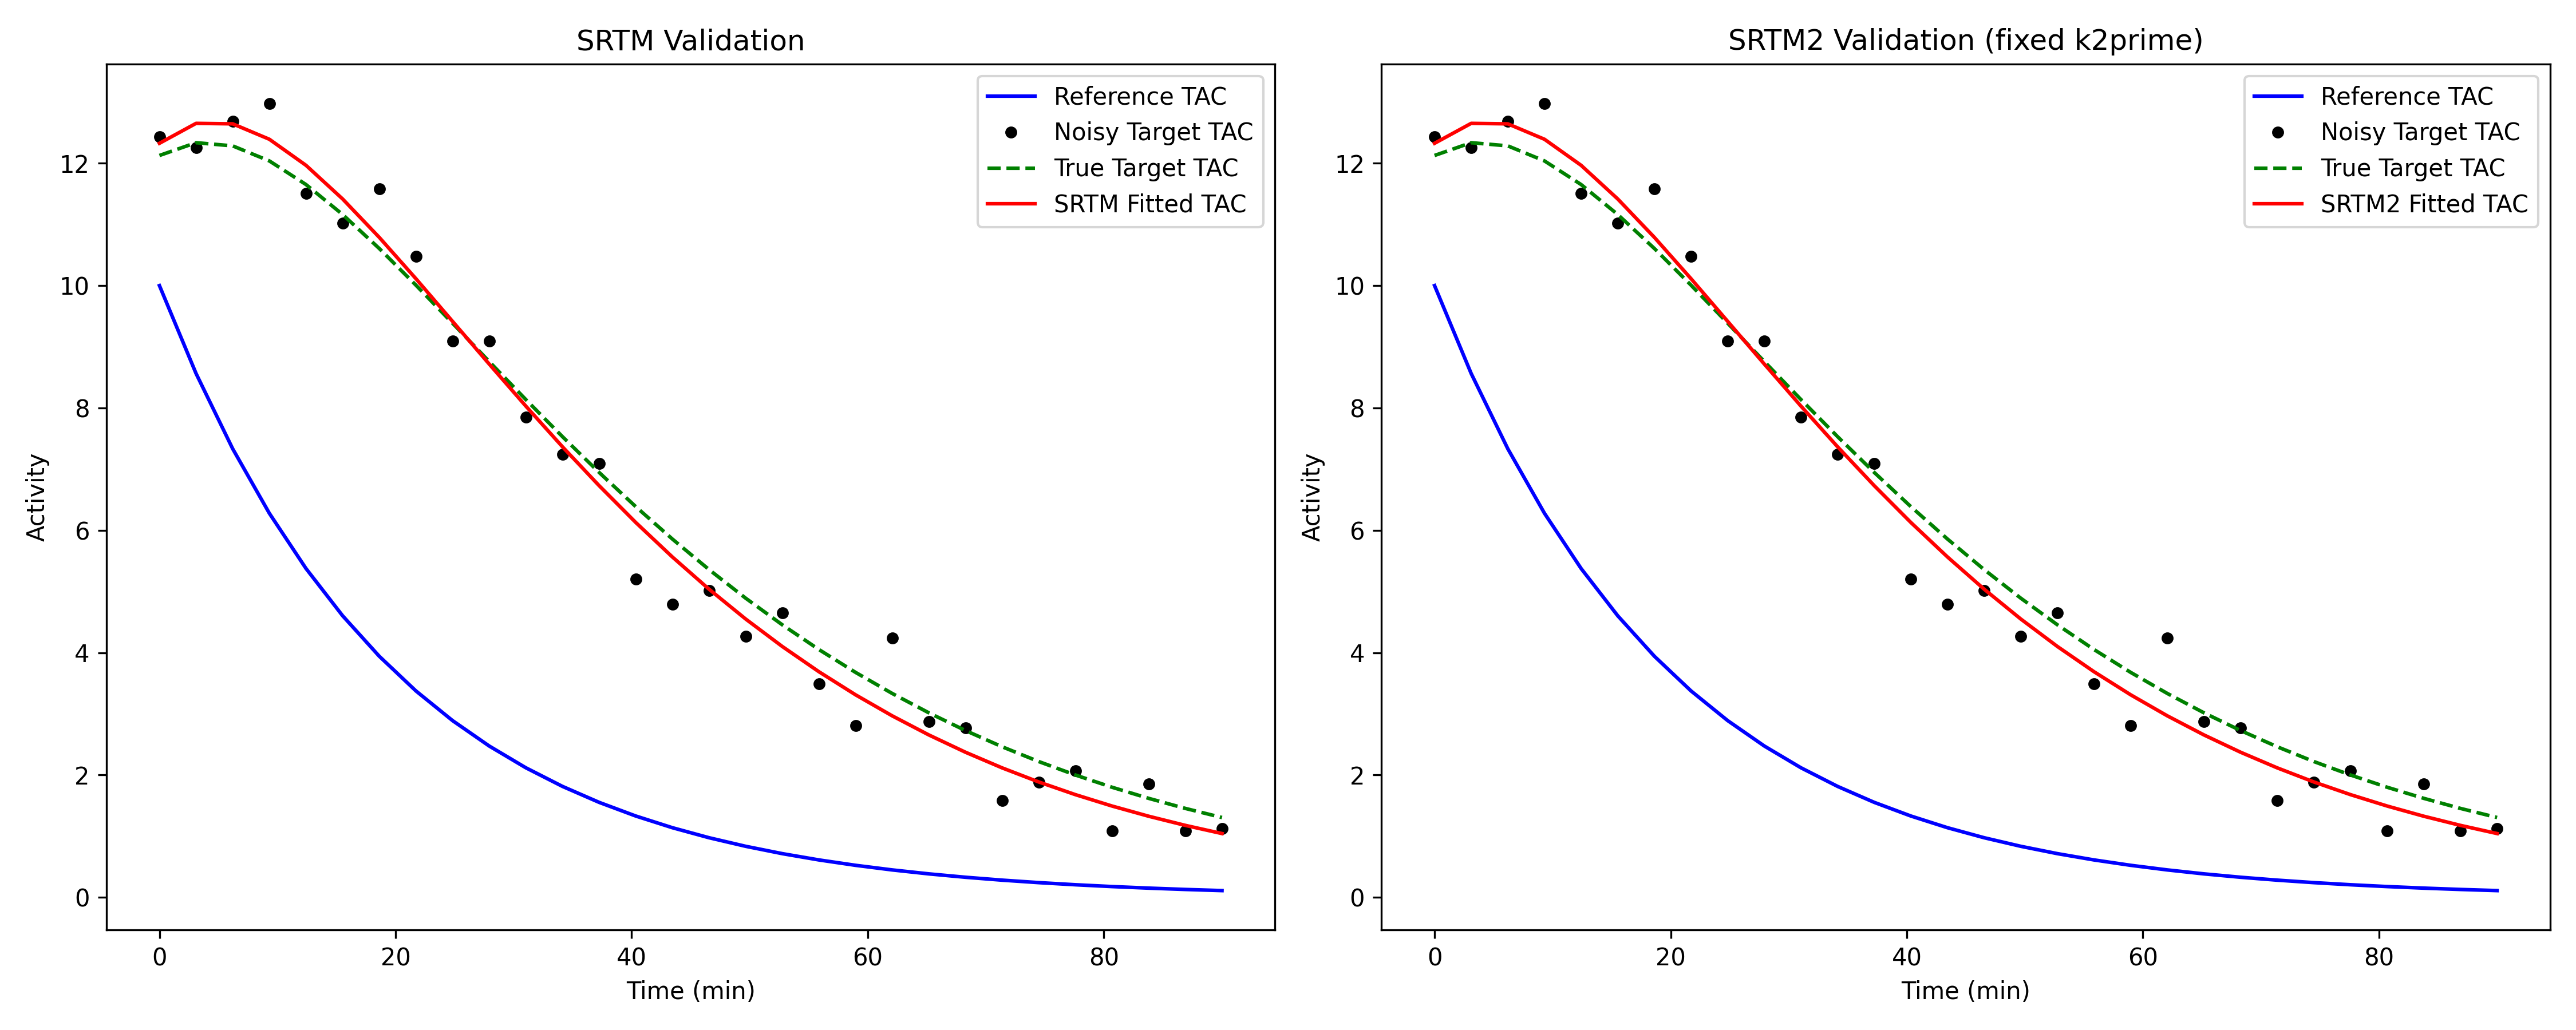 SRTM Validation
Reference TAC
Noisy Target TAC
True Target TAC
SRTM Fitted TAC
12
10
8
6
4
2
0
Activity
0 20 40 60 80
Time (min)
SRTM2 Validation (fixed k2prime)
Reference TAC
Noisy Target TAC
True Target TAC
SRTM2 Fitted TAC
12
10
8
6
4
2
0
Activity
0 20 40 60 80
Time (min)